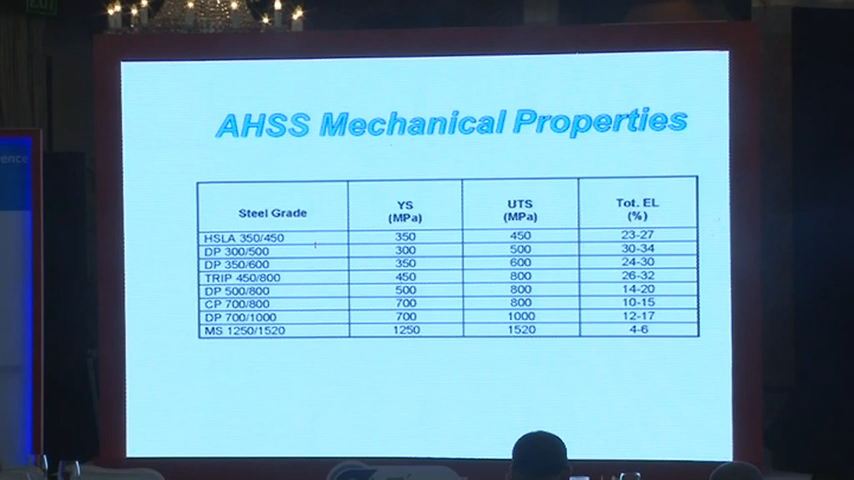 EXIT
ence
AHSS Mechanical Properties
Steel Grade YS (MPa) UTS (MPa) Tot. EL (%)
HSLA 350/450 350 450 23-27
DP 300/500 300 500 30-34
DP 350/600 350 600 24-30
TRIP 450/800 450 800 26-32
DP 500/800 500 800 14-20
CP 700/800 700 800 10-15
DP 700/1000 700 1000 12-17
MS 1250/1520 1250 1520 4-6